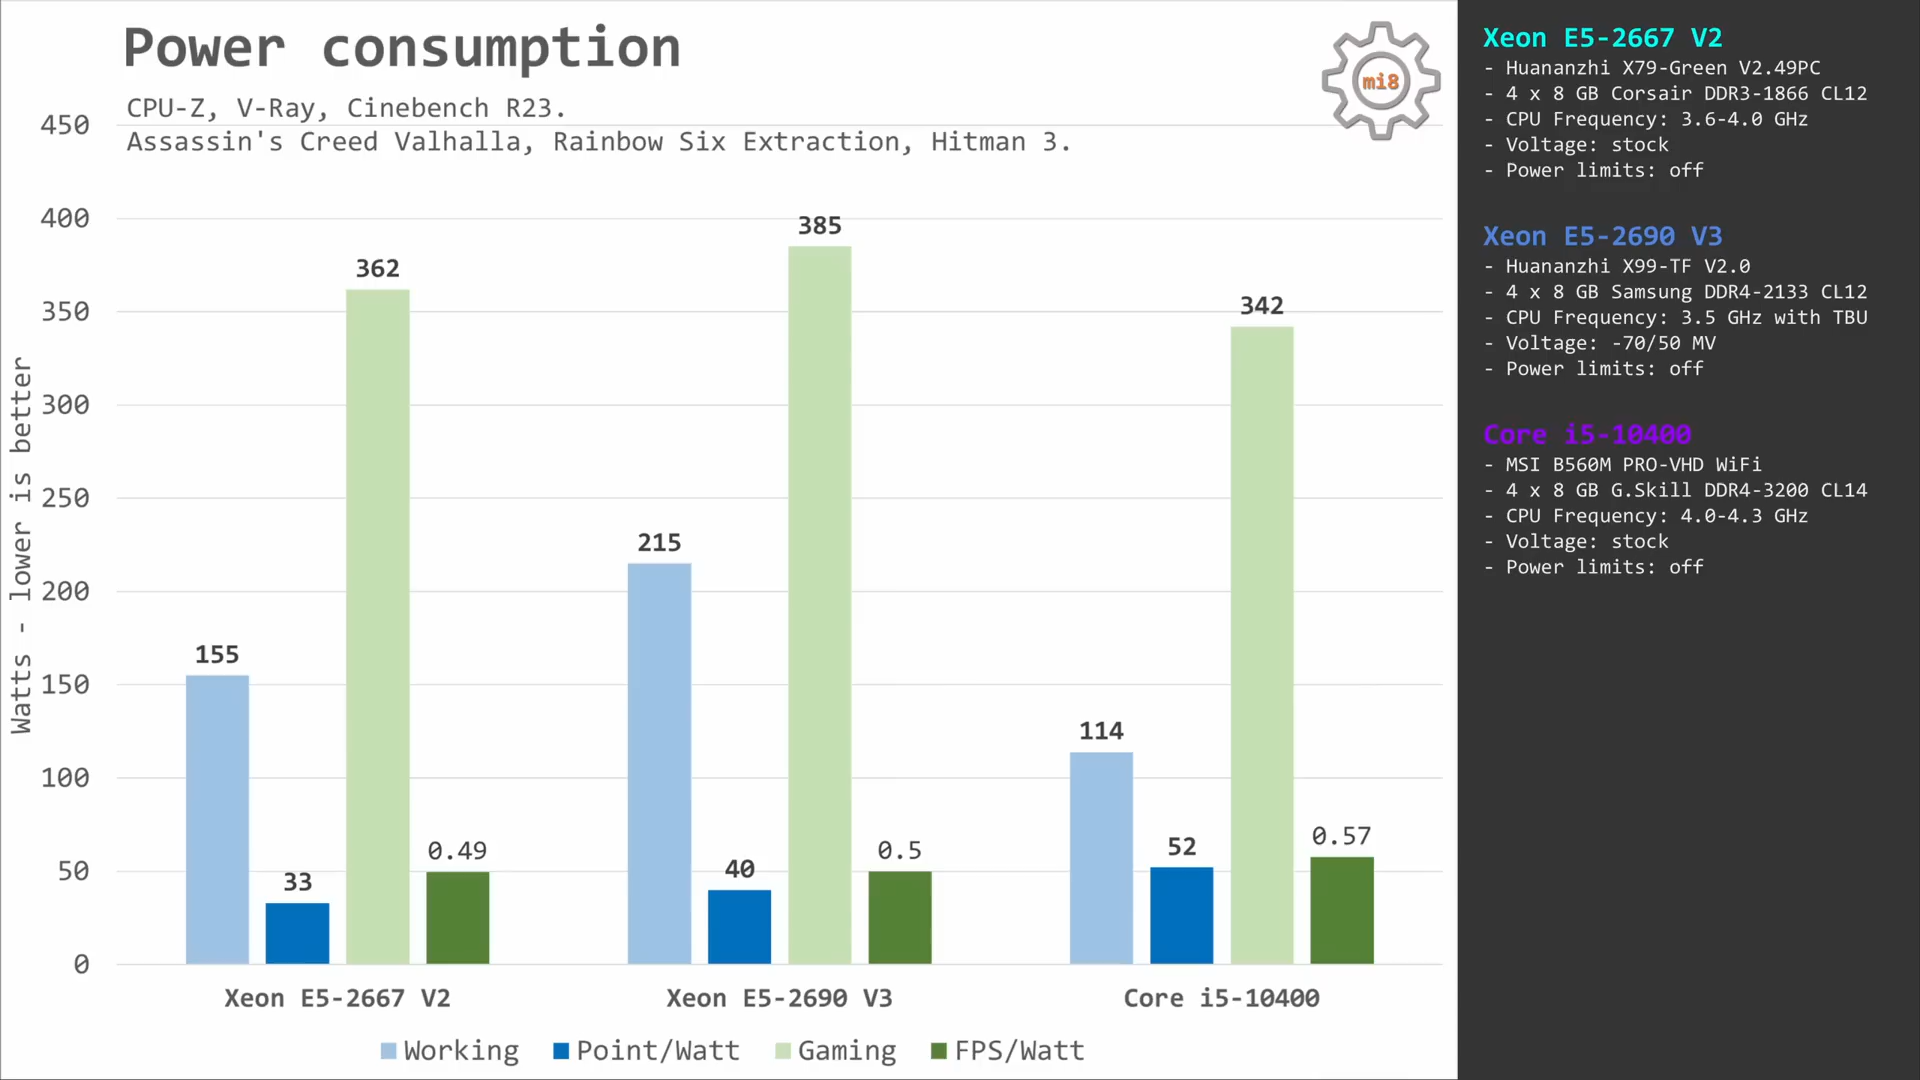 Power consumption
CPU-Z, V-Ray, Cinebench R23.
Assassin's Creed Valhalla, Rainbow Six Extraction, Hitman 3.
mi8
Watts - lower is better
450
400
350
300
250
200
150
100
50
0
155
33
362
0.49
215
40
385
0.5
114
52
342
0.57
Xeon E5-2667 V2
Xeon E5-2690 V3
Core i5-10400
Working
Point/Watt
Gaming
FPS/Watt
Xeon E5-2667 V2
- Huananzhi X79-Green V2.49PC
- 4 x 8 GB Corsair DDR3-1866 CL12
- CPU Frequency: 3.6-4.0 GHz
- Voltage: stock
- Power limits: off
Xeon E5-2690 V3
- Huananzhi X99-TF V2.0
- 4 x 8 GB Samsung DDR4-2133 CL12
- CPU Frequency: 3.5 GHz with TBU
- Voltage: -70/50 MV
- Power limits: off
Core i5-10400
- MSI B560M PRO-VHD WiFi
- 4 x 8 GB G.Skill DDR4-3200 CL14
- CPU Frequency: 4.0-4.3 GHz
- Voltage: stock
- Power limits: off